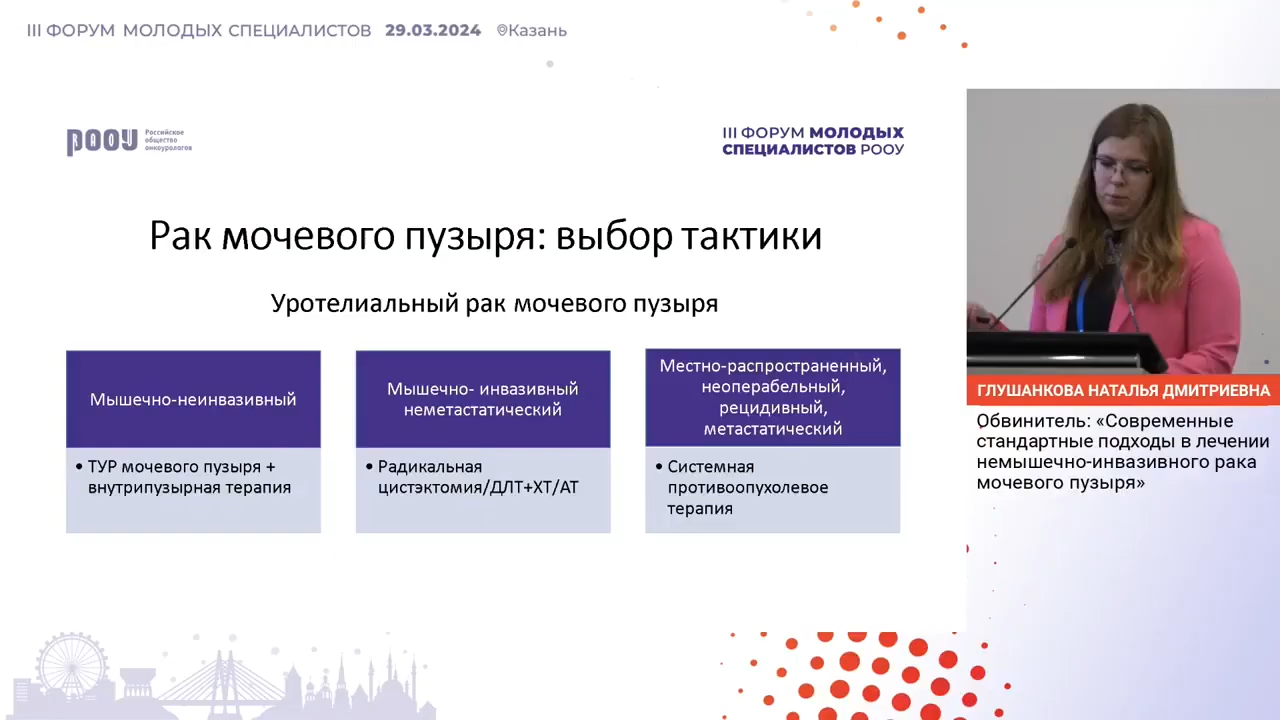 III ФОРУМ МОЛОДЫХ СПЕЦИАЛИСТОВ 29.03.2024 Казань
РООУ
Российское
общество
онкоурологов
III ФОРУМ МОЛОДЫХ
СПЕЦИАЛИСТОВ РООУ
Рак мочевого пузыря: выбор тактики
Уротелиальный рак мочевого пузыря
Мышечно-неинвазивный
• ТУР мочевого пузыря +
внутрипузырная терапия
Мышечно- инвазивный
неметастатический
• Радикальная
цистэктомия/ДЛТ+ХТ/АТ
Местно-распространенный,
неоперабельный,
рецидивный,
метастатический
• Системная
противоопухолевое
терапия
ГЛУШАНКОВА НАТАЛЬЯ ДМИТРИЕВНА
Обвинитель: «Современные
стандартные подходы в лечении
немышечно-инвазивного рака
мочевого пузыря»